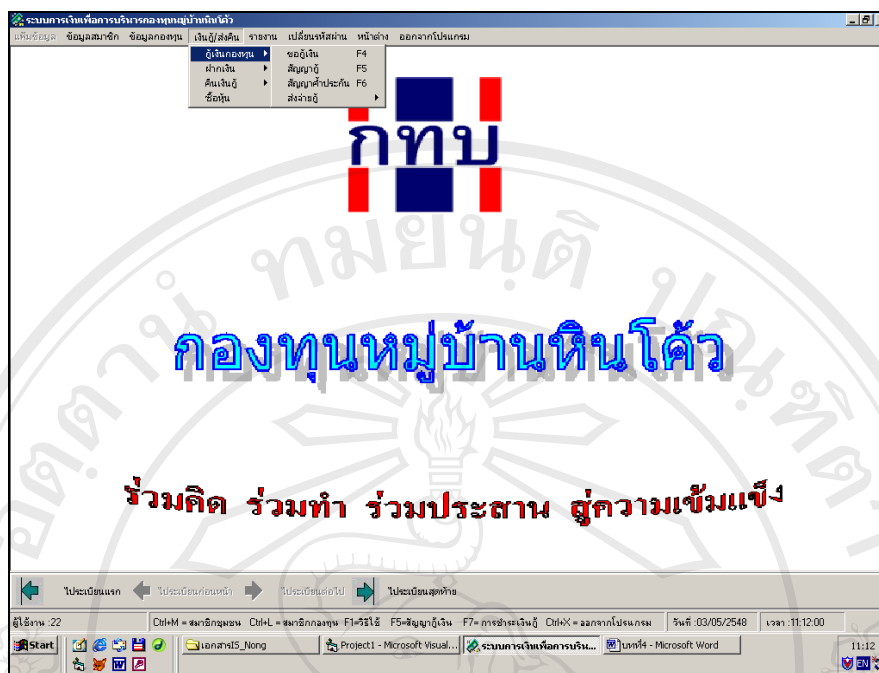 ระบบการเงินเพื่อการบริหารกองทุนหมู่บ้านหินโค้ว
แฟ้มข้อมูล ข้อมูลสมาชิก ข้อมูลกองทุน เงินกู้/ส่งคืน รายงาน เปลี่ยนรหัสผ่าน หน้าต่าง ออกจากโปรแกรม
กู้เงินกองทุน ขอกู้เงิน F4
ฝากเงิน สัญญากู้ F5
คืนเงินกู้ สัญญาค้ำประกัน F6
ซื้อหุ้น ส่งจ่ายกู้
กทบ
กองทุนหมู่บ้านหินโค้ว
ร่วมคิด ร่วมทำ ร่วมประสาน สู่ความเข้มแข็ง
ไประเบียนแรก ไประเบียนก่อนหน้า ไประเบียนต่อไป ไประเบียนสุดท้าย
ผู้ใช้งาน :22 Ctrl+M = สมาชิกชุมชน Ctrl+L = สมาชิกกองทุน F1=วิธีใช้ F5=สัญญากู้เงิน F7= การชำระเงินกู้ Ctrl+X = ออกจากโปรแกรม วันที่ :03/05/2548 เวลา :11:12:00
Start เอกสารIS_Nong Project1 - Microsoft Visual... ระบบการเงินเพื่อการบริห... บทที่4 - Microsoft Word 11:12
EN